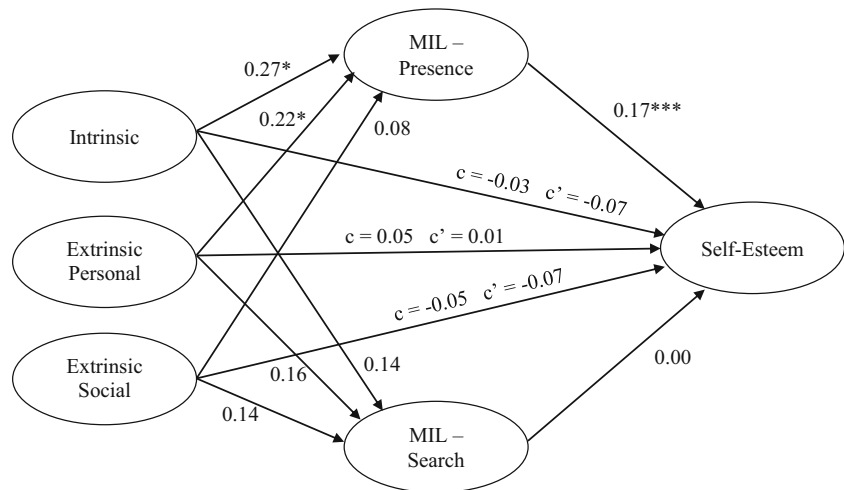 MIL –
Presence
0.27*
0.22*
0.08
0.17***
Intrinsic
c = -0.03 c’ = -0.07
Extrinsic
Personal
c = 0.05 c’ = 0.01
Self-Esteem
c = -0.05 c’ = -0.07
Extrinsic
Social
0.16
0.14
0.14
0.00
MIL –
Search